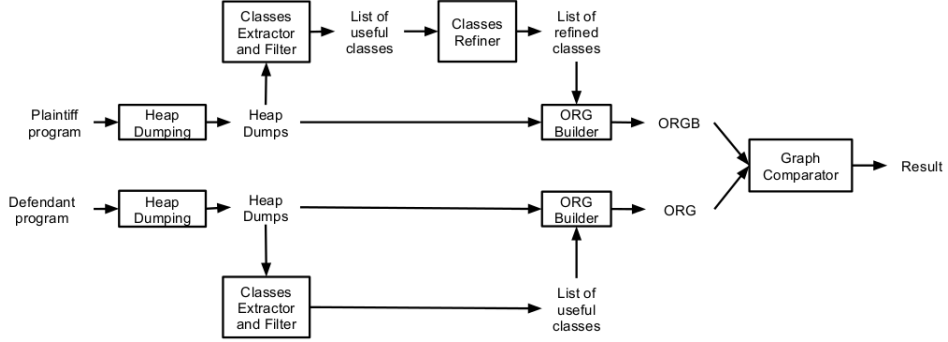 Classes
Extractor
and Filter
List of
useful
classes
Classes
Refiner
List of
refined
classes
Plaintiff
program
Heap
Dumping
Heap
Dumps
ORG
Builder
ORGB
Graph
Comparator
Result
Defendant
program
Heap
Dumping
Heap
Dumps
ORG
Builder
ORG
Classes
Extractor
and Filter
List of
useful
classes